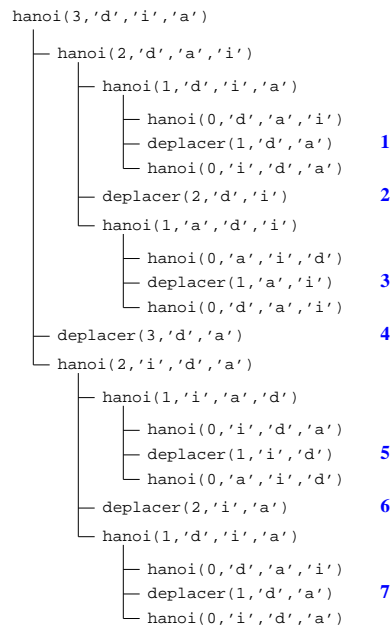 hanoi(3,'d','i','a')
hanoi(2,'d','a','i')
hanoi(1,'d','i','a')
hanoi(0,'d','a','i')
deplacer(1,'d','a') 1
hanoi(0,'i','d','a')
deplacer(2,'d','i') 2
hanoi(1,'a','d','i')
hanoi(0,'a','i','d')
deplacer(1,'a','i') 3
hanoi(0,'d','a','i')
deplacer(3,'d','a') 4
hanoi(2,'i','d','a')
hanoi(1,'i','a','d')
hanoi(0,'i','d','a')
deplacer(1,'i','d') 5
hanoi(0,'a','i','d')
deplacer(2,'i','a') 6
hanoi(1,'d','i','a')
hanoi(0,'d','a','i')
deplacer(1,'d','a') 7
hanoi(0,'i','d','a')